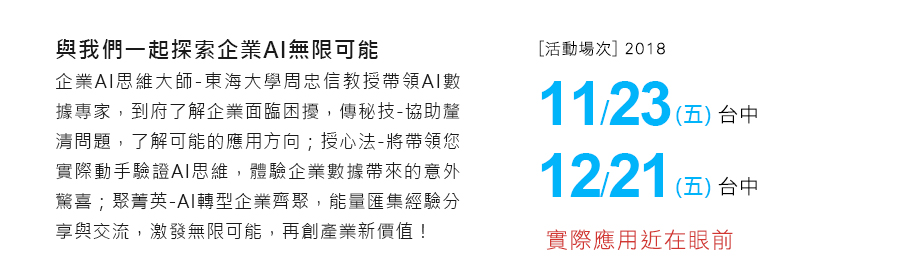 與我們一起探索企業AI無限可能
企業AI思維大師-東海大學周忠信教授帶領AI數
據專家，到府了解企業面臨困擾，傳秘技-協助釐
清問題，了解可能的應用方向；授心法-將帶領您
實際動手驗證AI思維，體驗企業數據帶來的意外
驚喜；聚菁英-AI轉型企業齊聚，能量匯集經驗分
享與交流，激發無限可能，再創產業新價值！
[活動場次] 2018
11/23 (五) 台中
12/21 (五) 台中
實際應用近在眼前